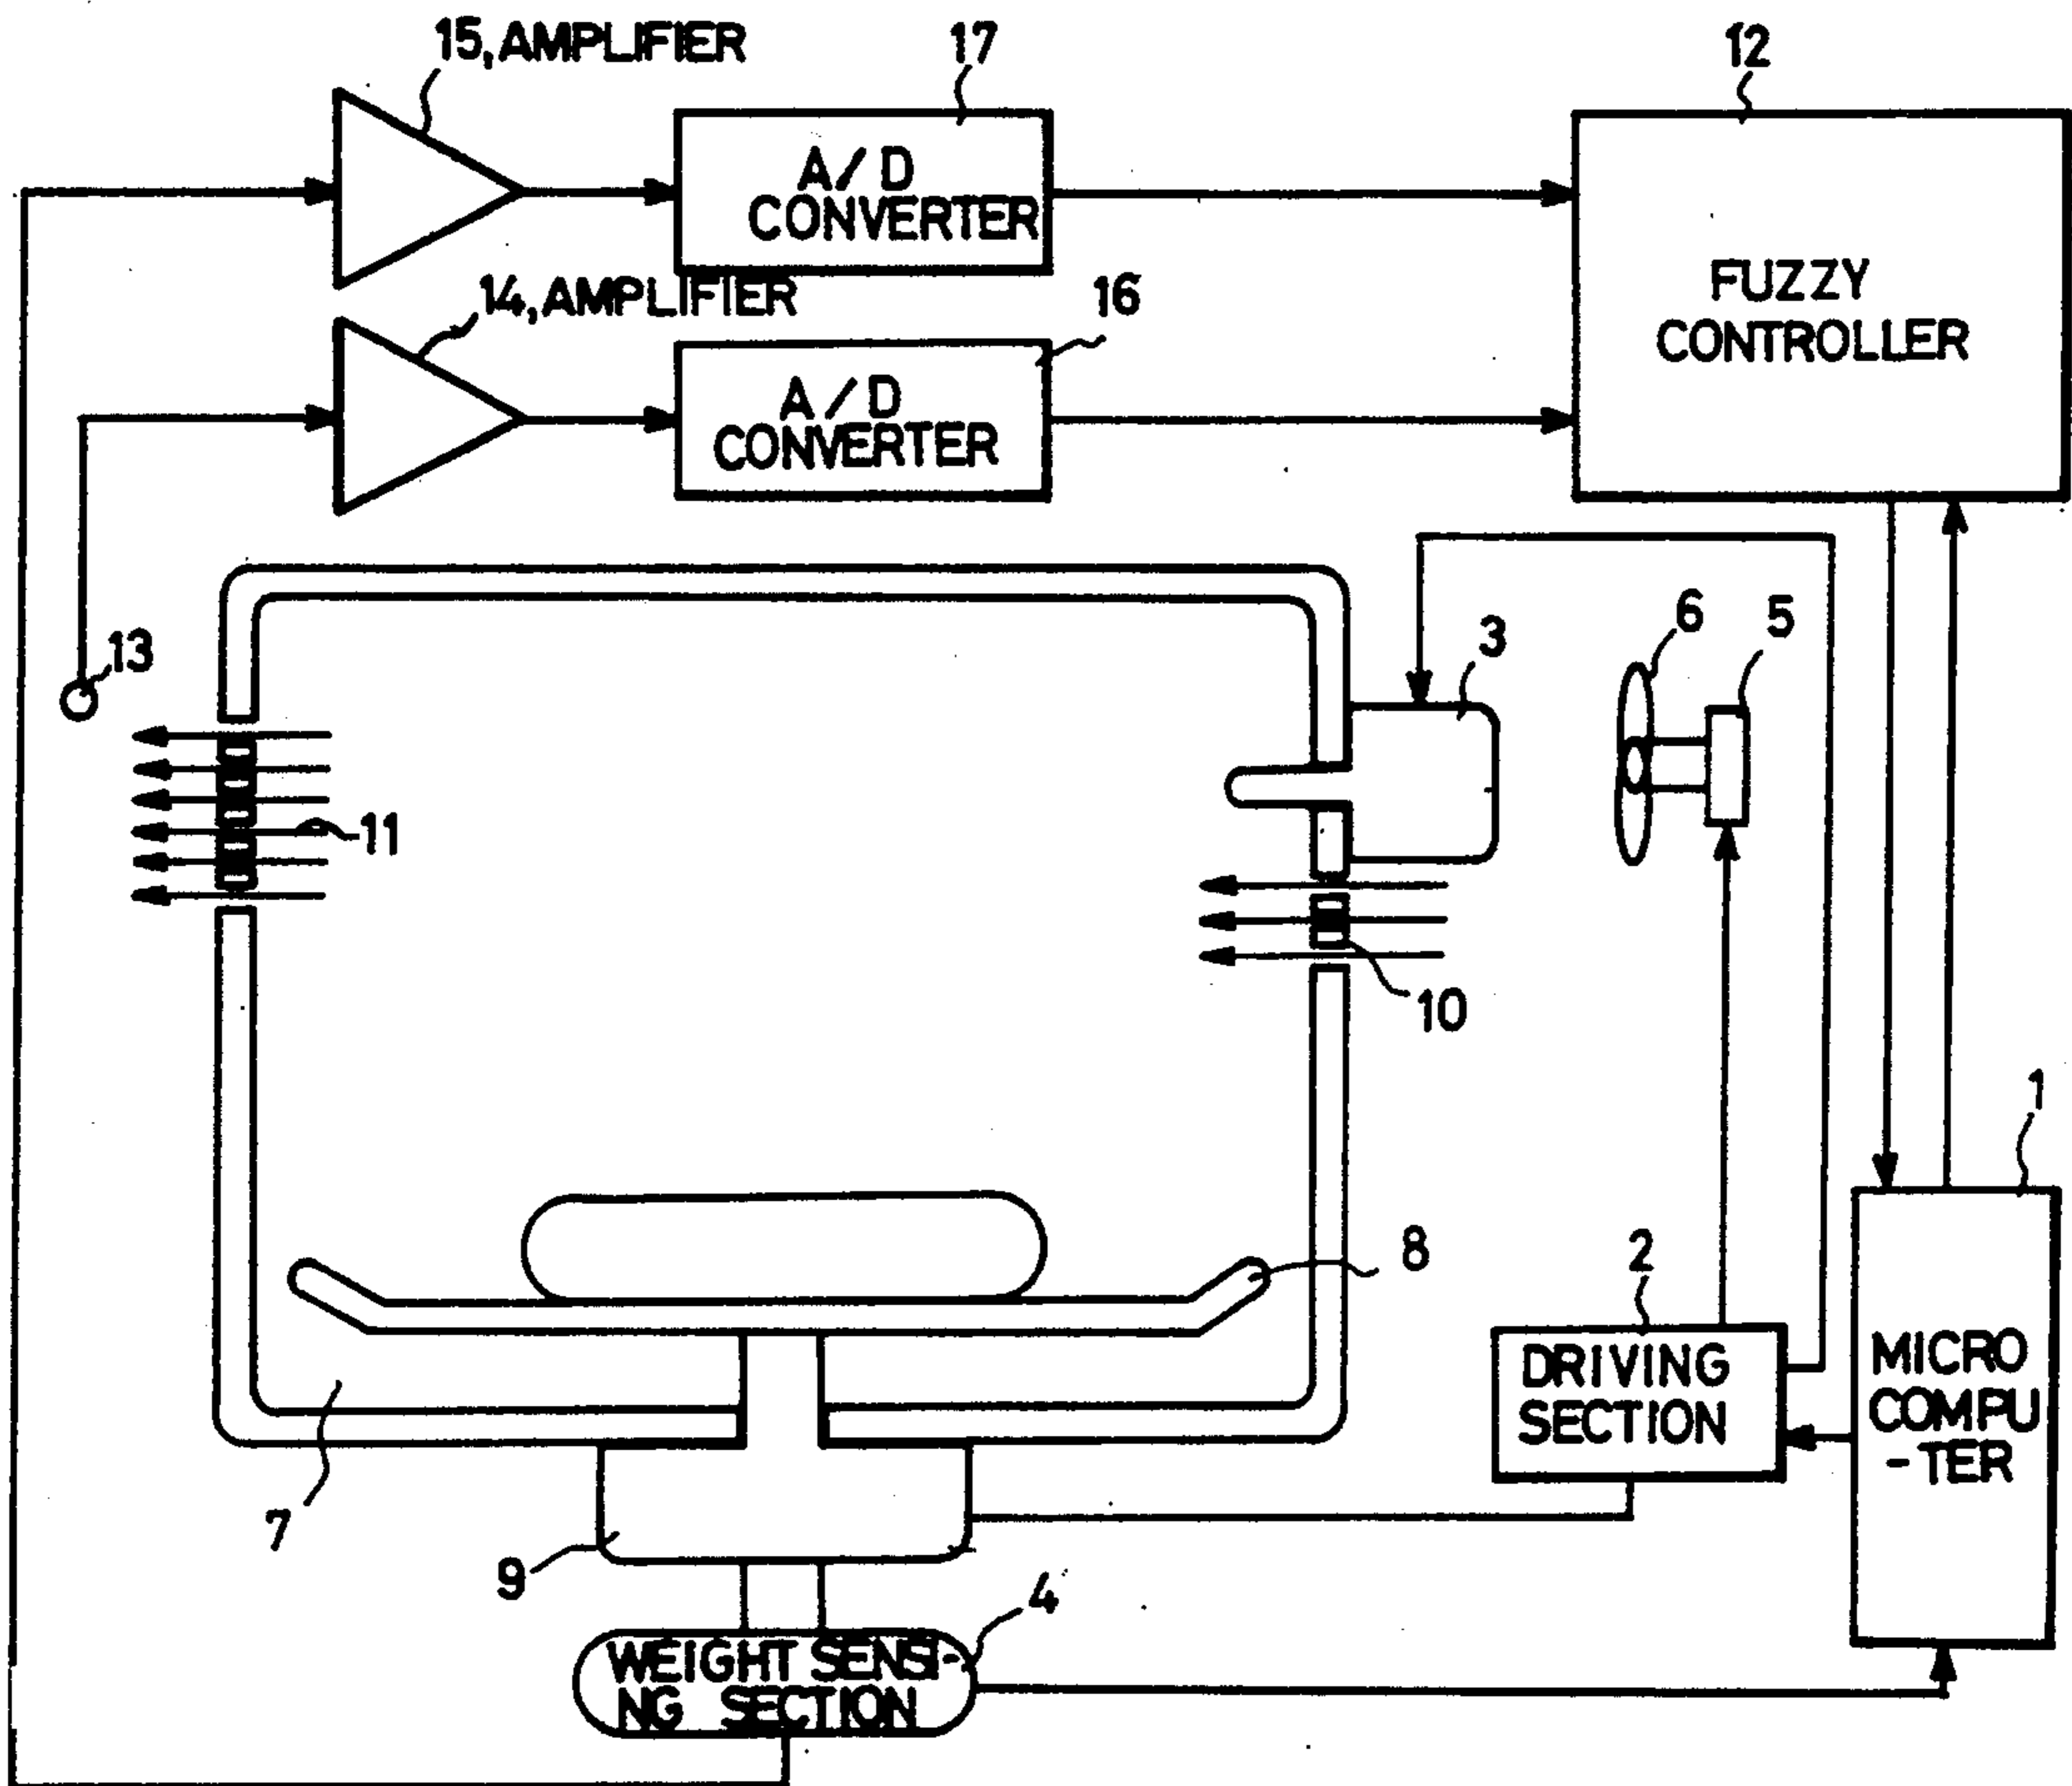 15,AMPLIFIER
17
12
A/D
CONVERTER
14,AMPLIFIER
16
FUZZY
CONTROLLER
A/D
CONVERTER
13
3
6
5
11
10
1
8
2
DRIVING
SECTION
MICRO
COMPU
-TER
7
9
4
WEIGHT SENSI-
NG SECTION